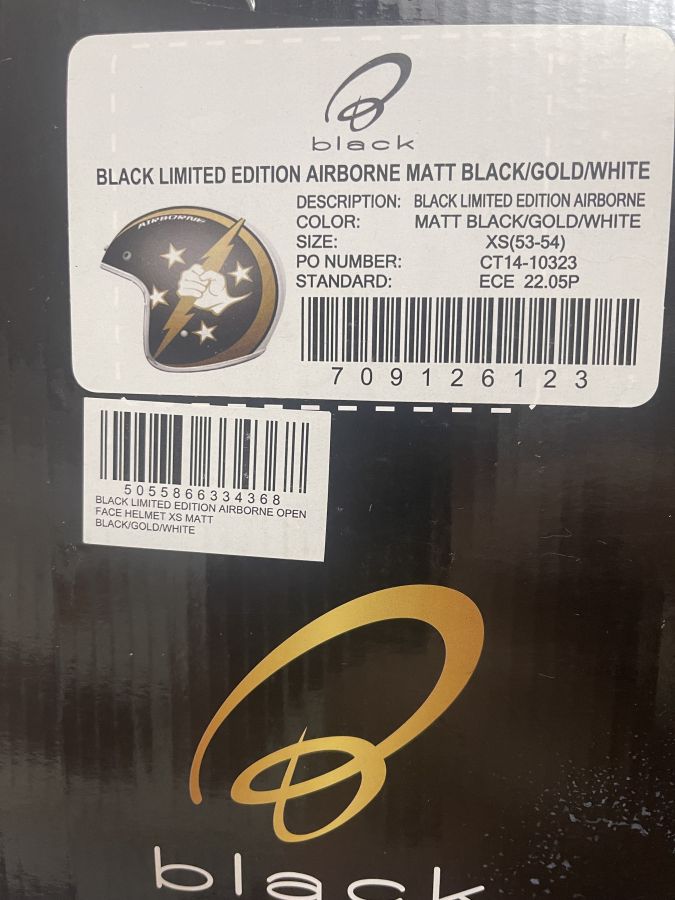 black
BLACK LIMITED EDITION AIRBORNE MATT BLACK/GOLD/WHITE
DESCRIPTION: BLACK LIMITED EDITION AIRBORNE
COLOR: MATT BLACK/GOLD/WHITE
SIZE: XS(53-54)
PO NUMBER: CT14-10323
STANDARD: ECE 22.05P
AIRBORNE
709126123
5055866334368
BLACK LIMITED EDITION AIRBORNE OPEN
FACE HELMET XS MATT
BLACK/GOLD/WHITE
black